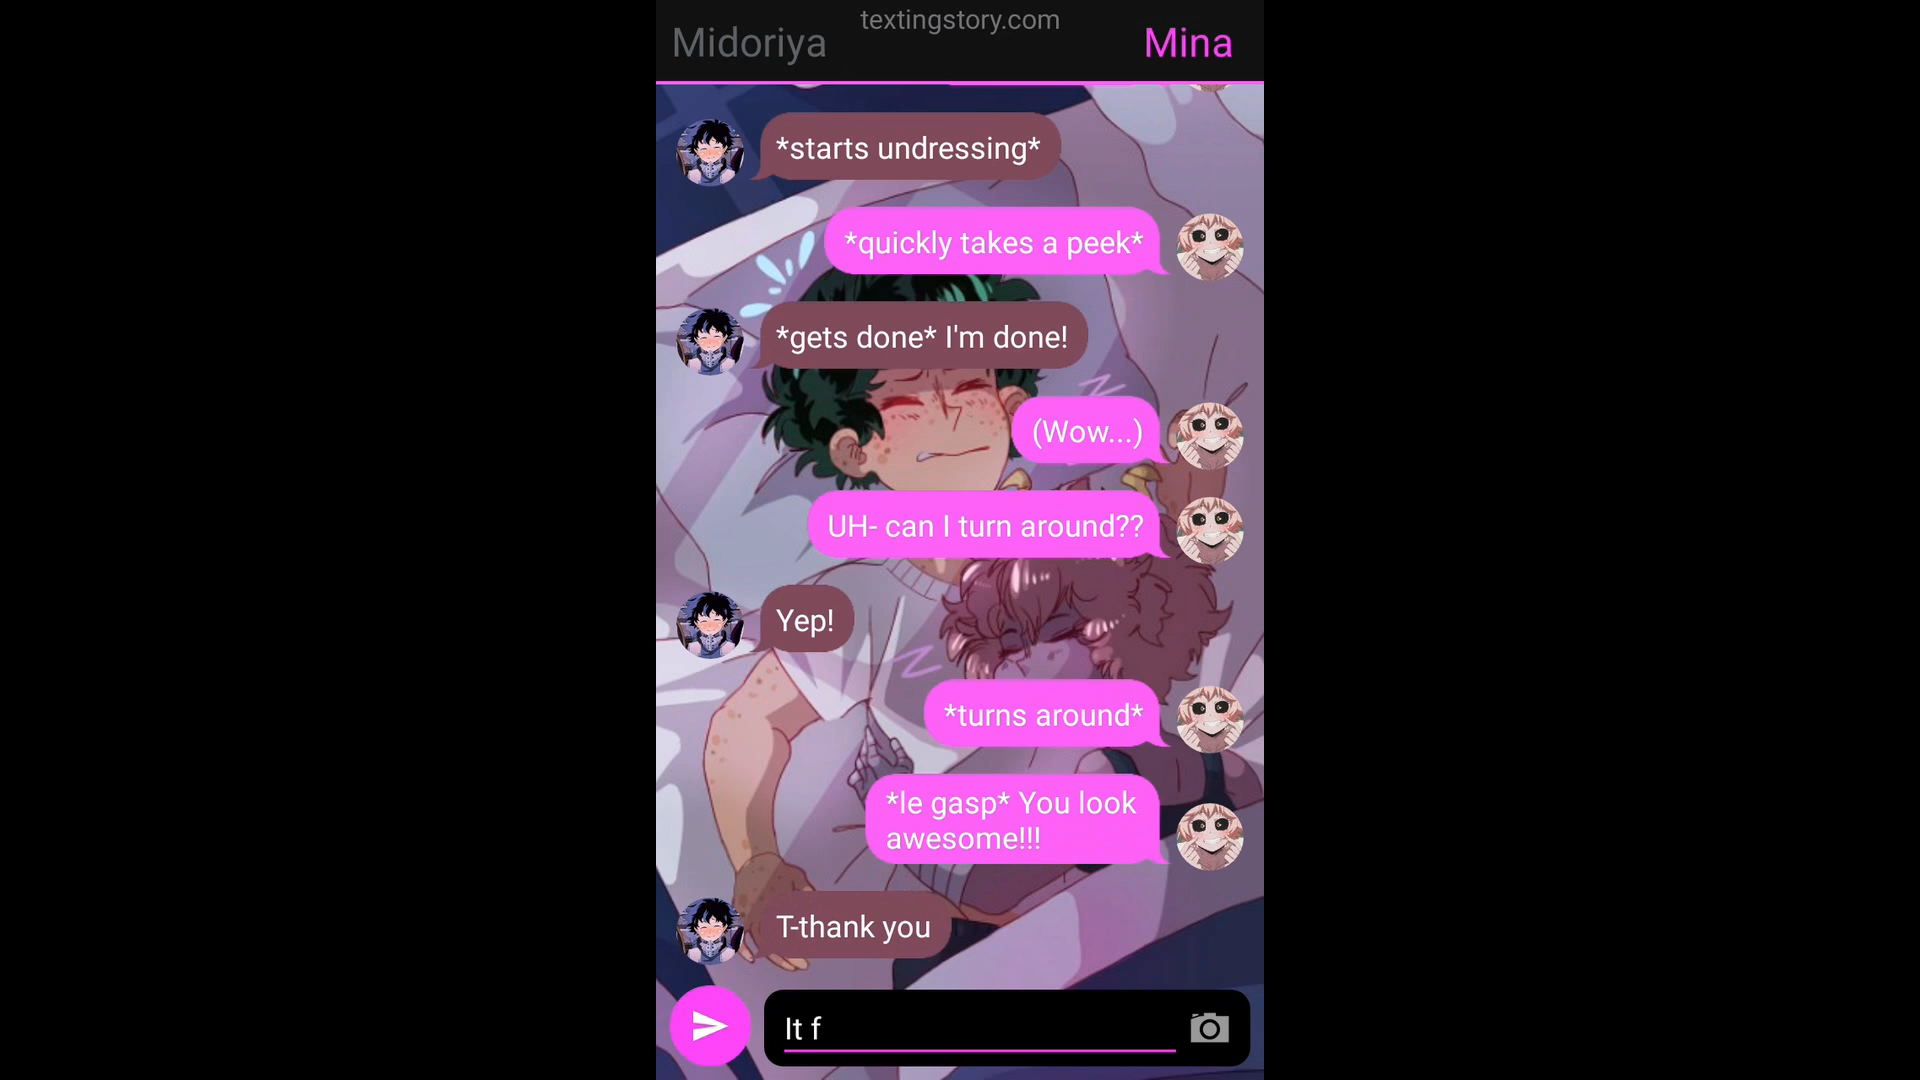 textingstory.com
Midoriya
Mina
*starts undressing*
*quickly takes a peek*
*gets done* I'm done!
(Wow...)
UH- can I turn around??
Yep!
*turns around*
*le gasp* You look
awesome!!!
T-thank you
It f